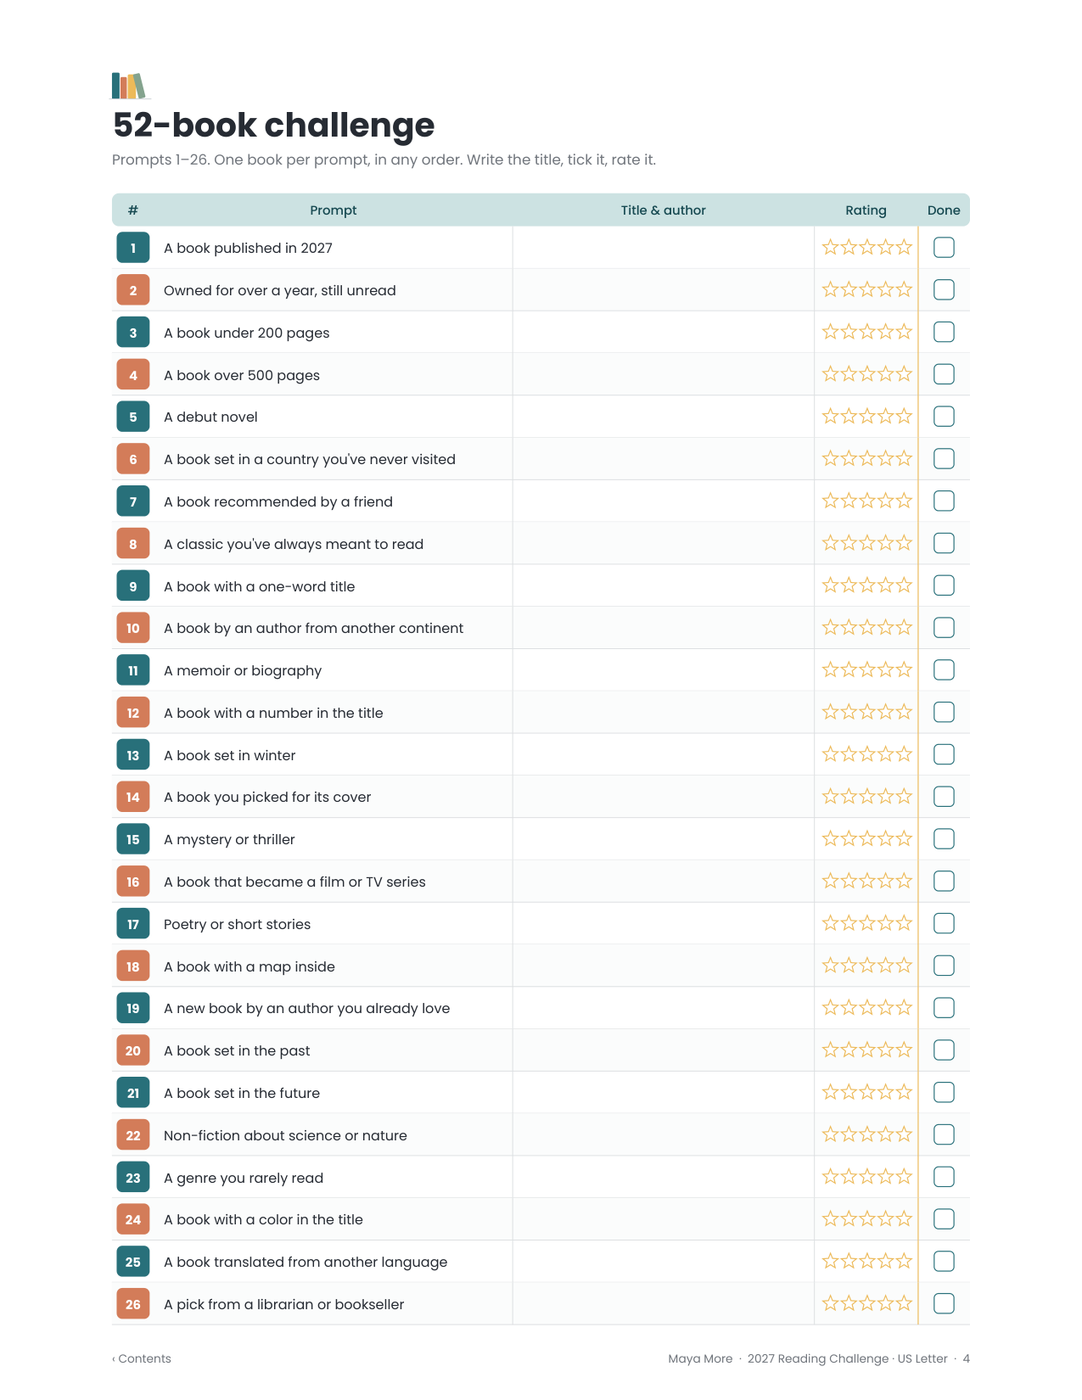 52-book challenge
Prompts 1–26. One book per prompt, in any order. Write the title, tick it, rate it.
# Prompt Title & author Rating Done
1 A book published in 2027
2 Owned for over a year, still unread
3 A book under 200 pages
4 A book over 500 pages
5 A debut novel
6 A book set in a country you've never visited
7 A book recommended by a friend
8 A classic you've always meant to read
9 A book with a one-word title
10 A book by an author from another continent
11 A memoir or biography
12 A book with a number in the title
13 A book set in winter
14 A book you picked for its cover
15 A mystery or thriller
16 A book that became a film or TV series
17 Poetry or short stories
18 A book with a map inside
19 A new book by an author you already love
20 A book set in the past
21 A book set in the future
22 Non-fiction about science or nature
23 A genre you rarely read
24 A book with a color in the title
25 A book translated from another language
26 A pick from a librarian or bookseller
‹ Contents Maya More · 2027 Reading Challenge · US Letter · 4